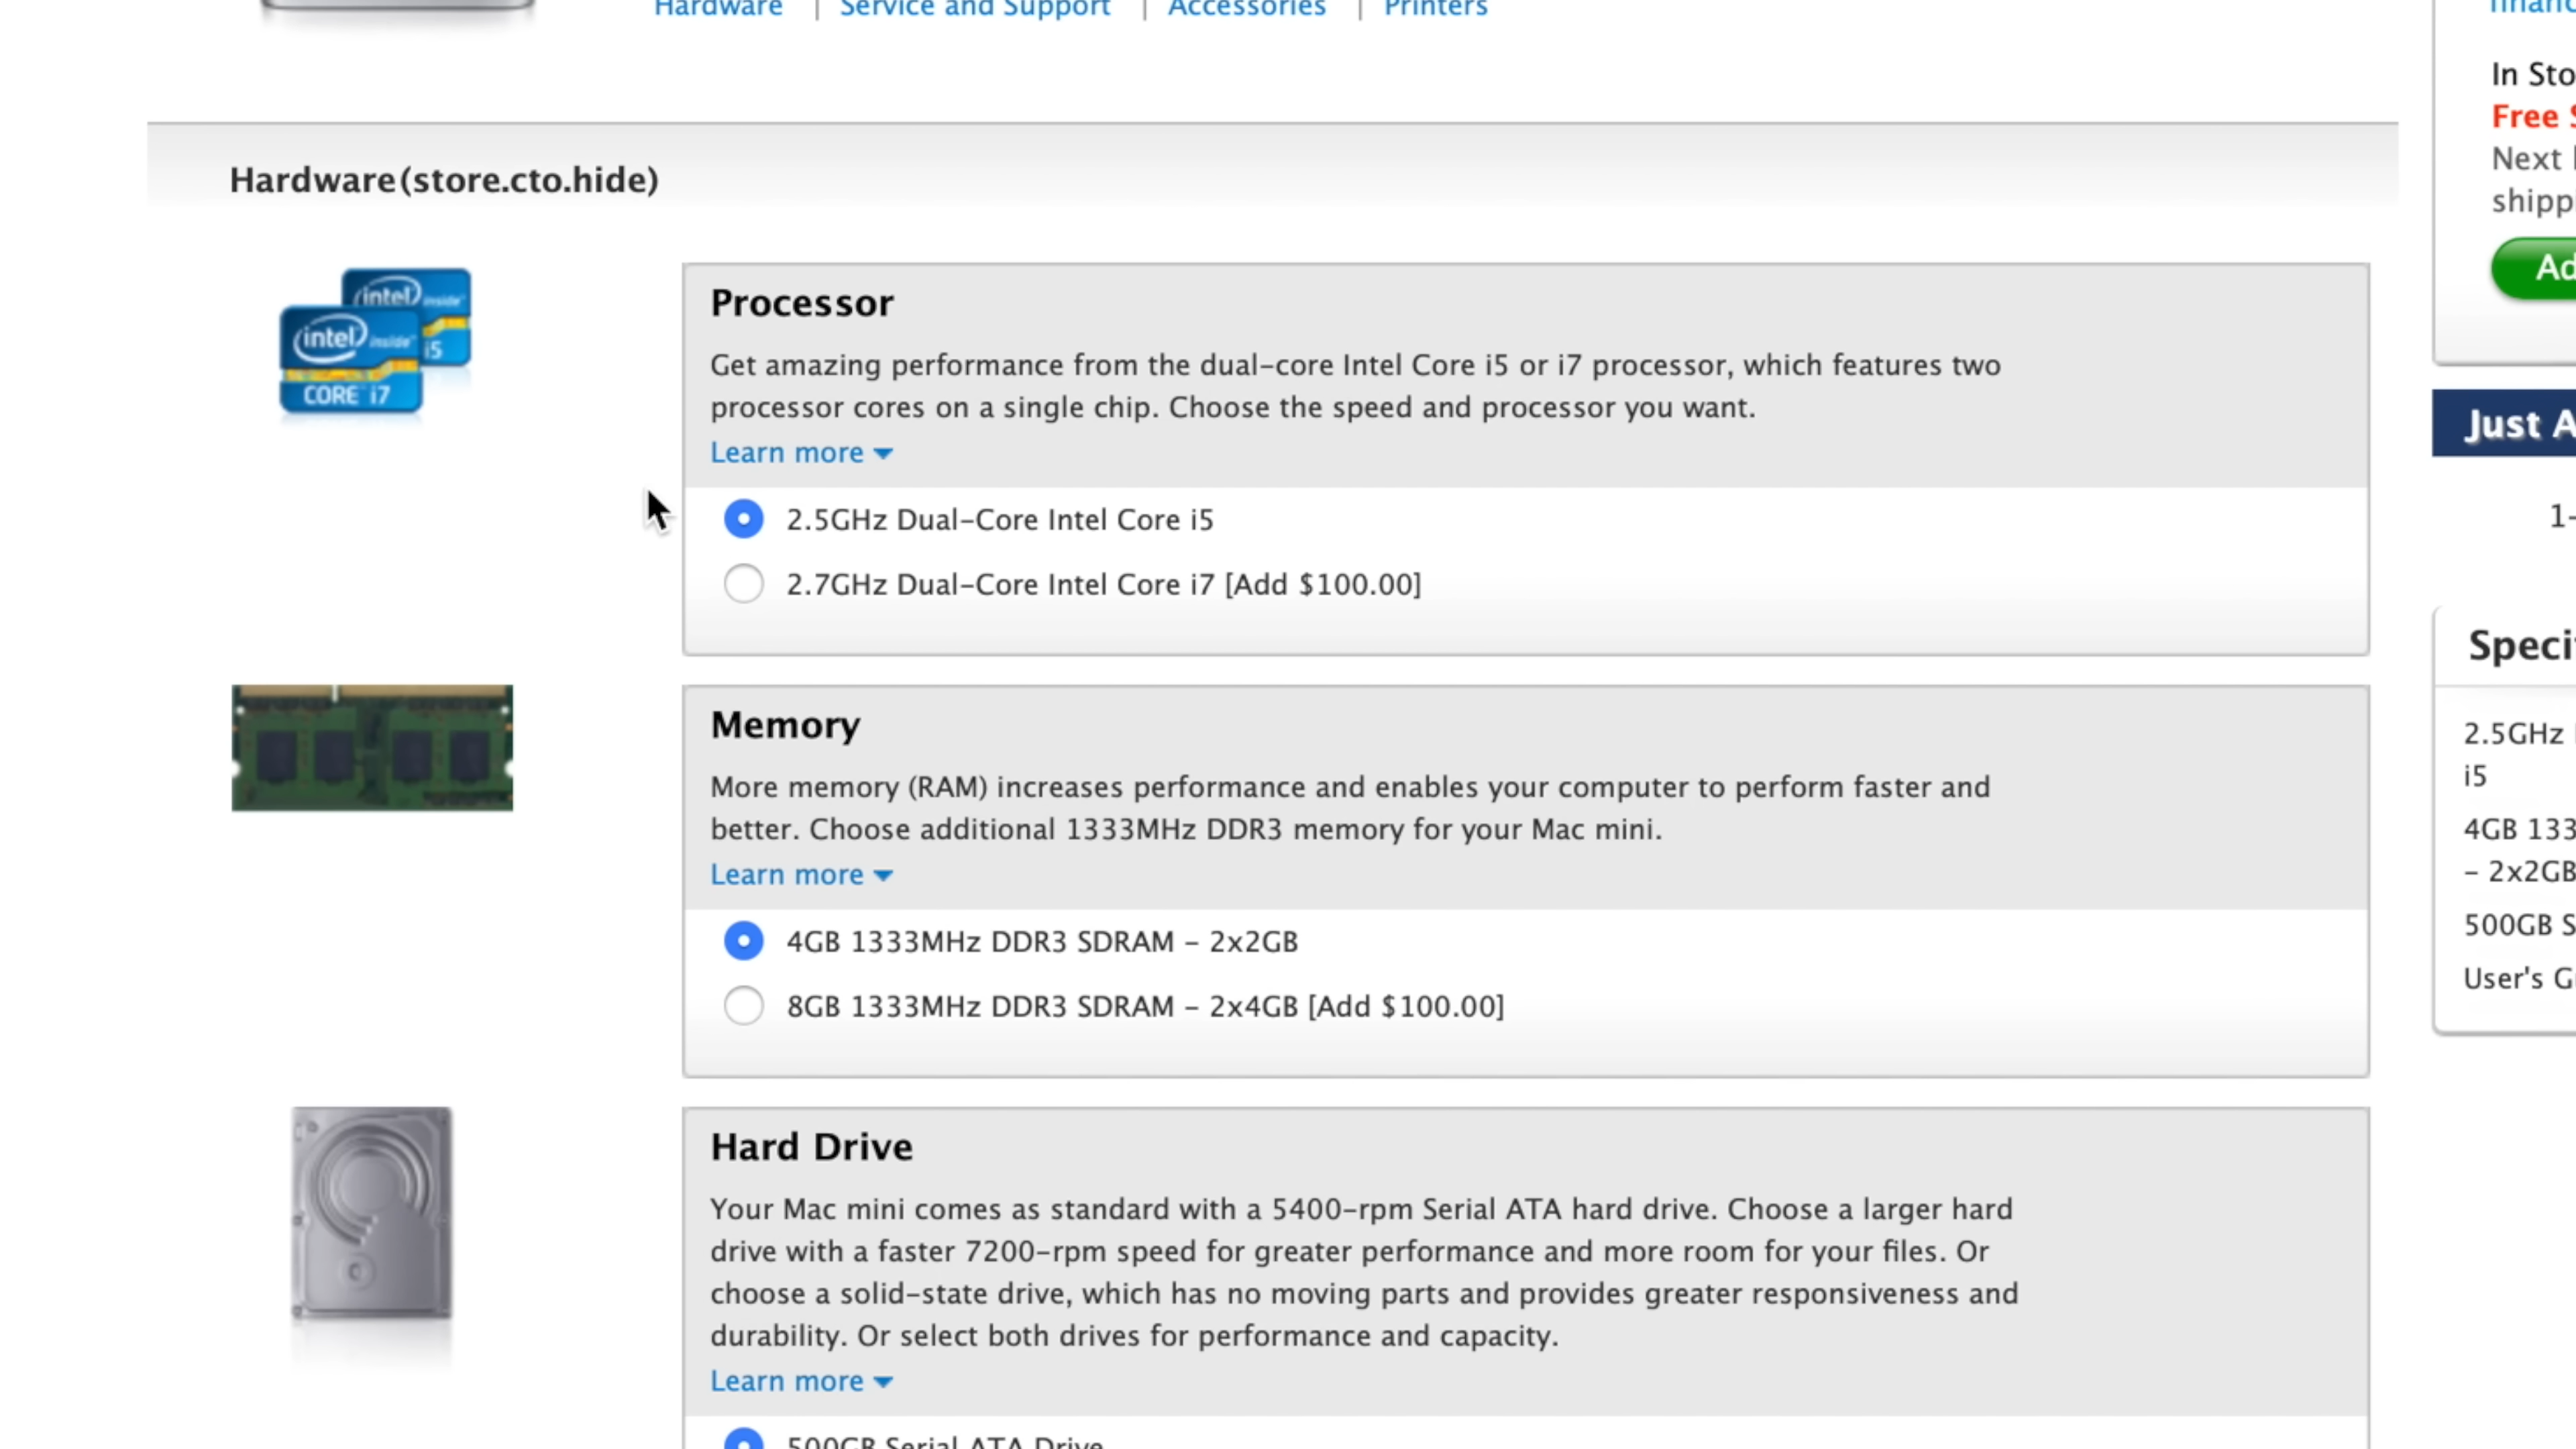 Hardware | Service and Support | Accessories | Printers
Hardware(store.cto.hide)
intel inside
i5
intel inside
CORE i7
Processor
Get amazing performance from the dual-core Intel Core i5 or i7 processor, which features two
processor cores on a single chip. Choose the speed and processor you want.
Learn more
2.5GHz Dual-Core Intel Core i5
2.7GHz Dual-Core Intel Core i7 [Add $100.00]
Memory
More memory (RAM) increases performance and enables your computer to perform faster and
better. Choose additional 1333MHz DDR3 memory for your Mac mini.
Learn more
4GB 1333MHz DDR3 SDRAM - 2x2GB
8GB 1333MHz DDR3 SDRAM - 2x4GB [Add $100.00]
Hard Drive
Your Mac mini comes as standard with a 5400-rpm Serial ATA hard drive. Choose a larger hard
drive with a faster 7200-rpm speed for greater performance and more room for your files. Or
choose a solid-state drive, which has no moving parts and provides greater responsiveness and
durability. Or select both drives for performance and capacity.
Learn more
500GB Serial ATA Drive
In
Free
Next
Just
1-
2.5GHz
i5
4GB
- 2x2GB
500GB
User's